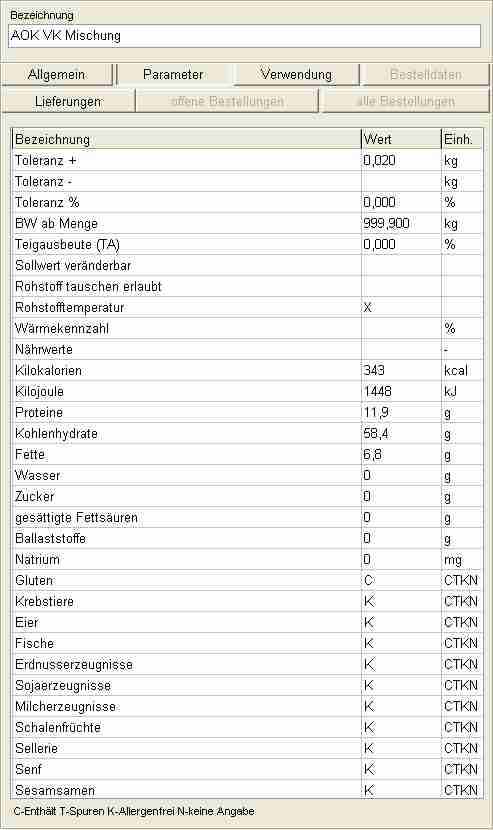 Bezeichnung
AOK VK Mischung
Allgemein Parameter Verwendung Bestelldaten
Lieferungen offene Bestellungen alle Bestellungen
Bezeichnung Wert Einh.
Toleranz + 0,020 kg
Toleranz - kg
Toleranz % 0,000 %
BW ab Menge 999,900 kg
Teigausbeute (TA) 0,000 %
Sollwert veränderbar
Rohstoff tauschen erlaubt
Rohstofftemperatur X
Wärmekennzahl %
Nährwerte -
Kilokalorien 343 kcal
Kilojoule 1448 kJ
Proteine 11,9 g
Kohlenhydrate 58,4 g
Fette 6,8 g
Wasser 0 g
Zucker 0 g
gesättigte Fettsäuren 0 g
Ballaststoffe 0 g
Natrium 0 mg
Gluten C CTKN
Krebstiere K CTKN
Eier K CTKN
Fische K CTKN
Erdnusserzeugnisse K CTKN
Sojaerzeugnisse K CTKN
Milcherzeugnisse K CTKN
Schalenfrüchte K CTKN
Sellerie K CTKN
Senf K CTKN
Sesamsamen K CTKN
C-Enthält T-Spuren K-Allergenfrei N-keine Angabe